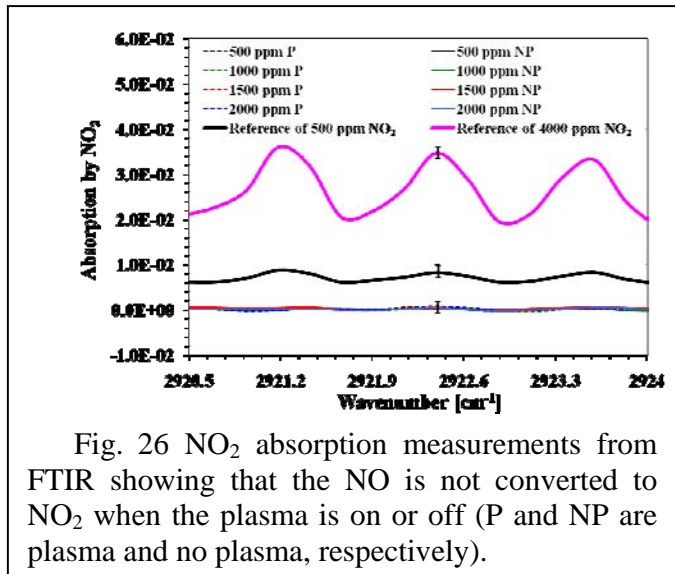 6.0E-02
500 ppm P
500 ppm NP
1000 ppm P
1000 ppm NP
5.0E-02
1500 ppm P
1500 ppm NP
2000 ppm P
2000 ppm NP
4.0E-02
Reference of 500 ppm NO₂
Reference of 4000 ppm NO₂
Absorption by NO₂
3.0E-02
2.0E-02
1.0E-02
0.0E+00
-1.0E-02
2920.5 2921.2 2921.9 2922.6 2923.3 2924
Wavenumber [cm⁻¹]
Fig. 26 NO₂ absorption measurements from
FTIR showing that the NO is not converted to
NO₂ when the plasma is on or off (P and NP are
plasma and no plasma, respectively).